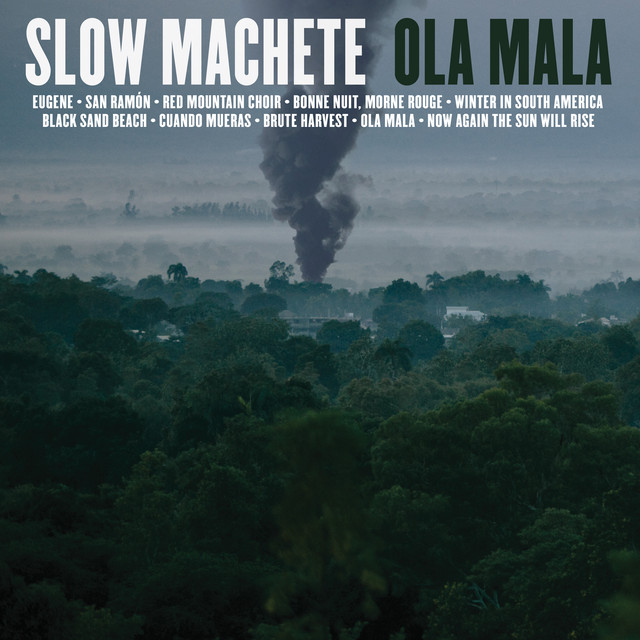 SLOW MACHETE OLA MALA
EUGENE • SAN RAMÓN • RED MOUNTAIN CHOIR • BONNE NUIT, MORNE ROUGE • WINTER IN SOUTH AMERICA
BLACK SAND BEACH • CUANDO MUERAS • BRUTE HARVEST • OLA MALA • NOW AGAIN THE SUN WILL RISE